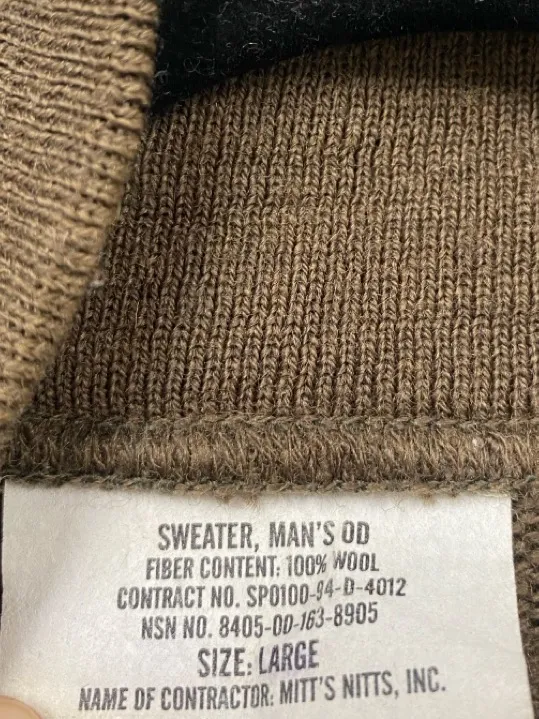 SWEATER, MAN'S OD
FIBER CONTENT: 100% WOOL
CONTRACT NO. SP0100-94-D-4012
NSN NO. 8405-00-163-8905
SIZE: LARGE
NAME OF CONTRACTOR: MITT'S NITTS, INC.